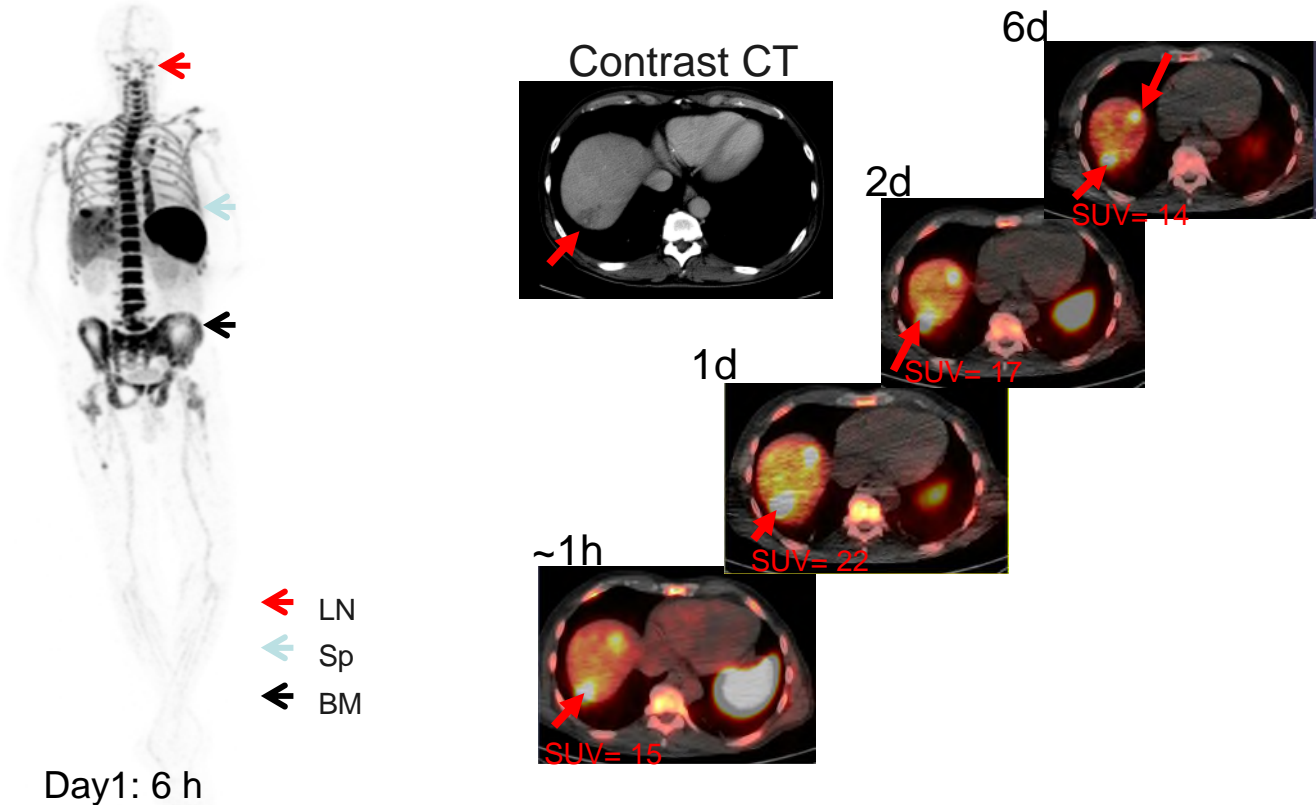 6d
Contrast CT
2d
SUV= 14
1d
SUV= 17
~1h
SUV= 22
LN
Sp
BM
SUV= 15
Day1: 6 h